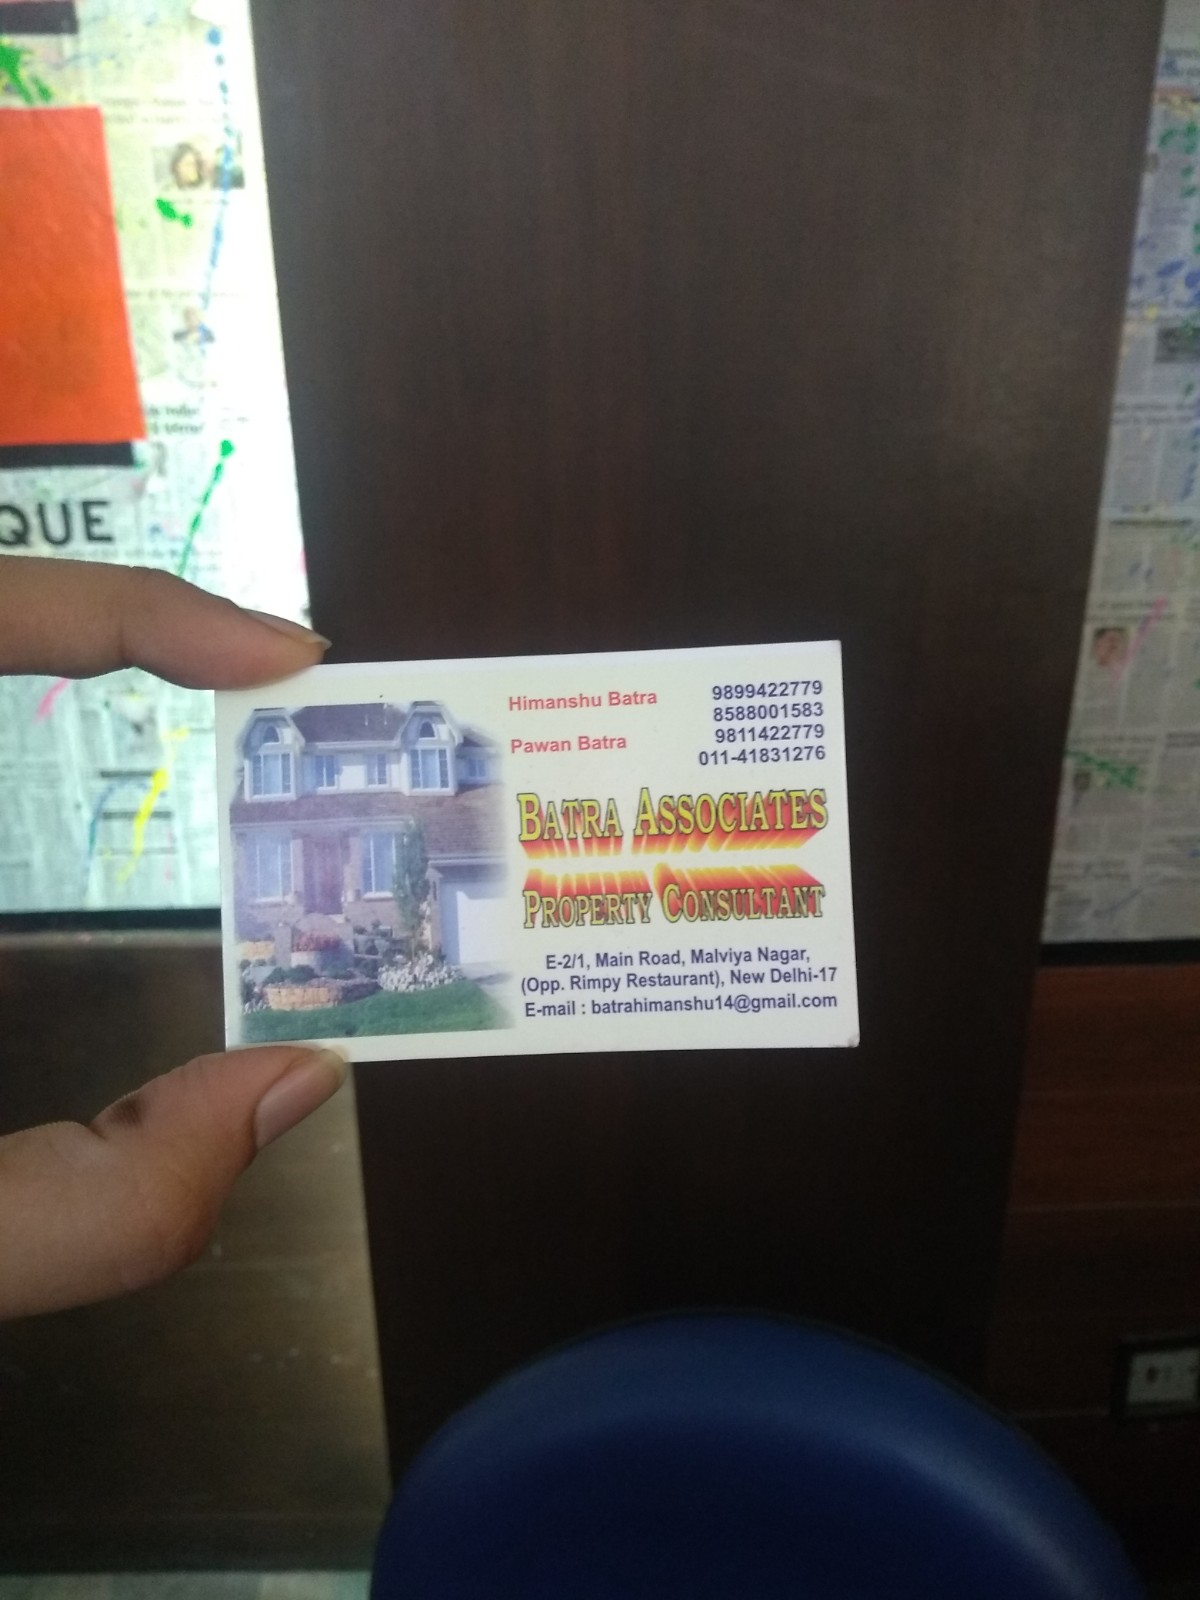 QUE
Himanshu Batra
Pawan Batra
9899422779
8588001583
9811422779
011-41831276
BATRA ASSOCIATES
PROPERTY CONSULTANT
E-2/1, Main Road, Malviya Nagar,
(Opp. Rimpy Restaurant), New Delhi-17
E-mail : batrahimanshu14@gmail.com